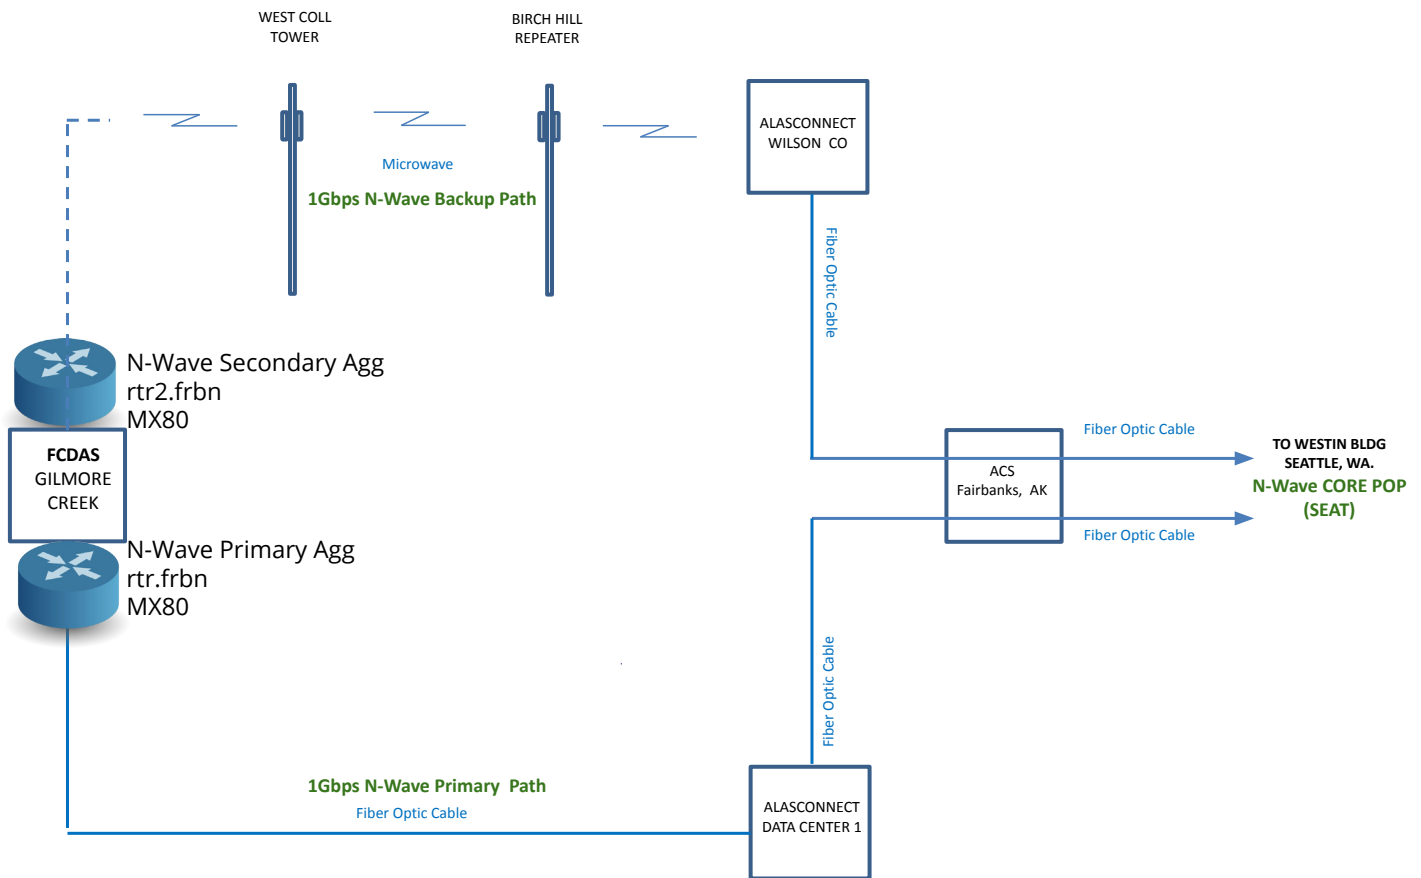 WEST COLL
TOWER
BIRCH HILL
REPEATER
ALASCONNECT
WILSON CO
Microwave
1Gbps N-Wave Backup Path
Fiber Optic Cable
N-Wave Secondary Agg
rtr2.frbn
MX80
FCDAS
GILMORE
CREEK
N-Wave Primary Agg
rtr.frbn
MX80
Fiber Optic Cable
ACS
Fairbanks, AK
TO WESTIN BLDG
SEATTLE, WA.
N-Wave CORE POP
(SEAT)
Fiber Optic Cable
Fiber Optic Cable
1Gbps N-Wave Primary Path
Fiber Optic Cable
ALASCONNECT
DATA CENTER 1